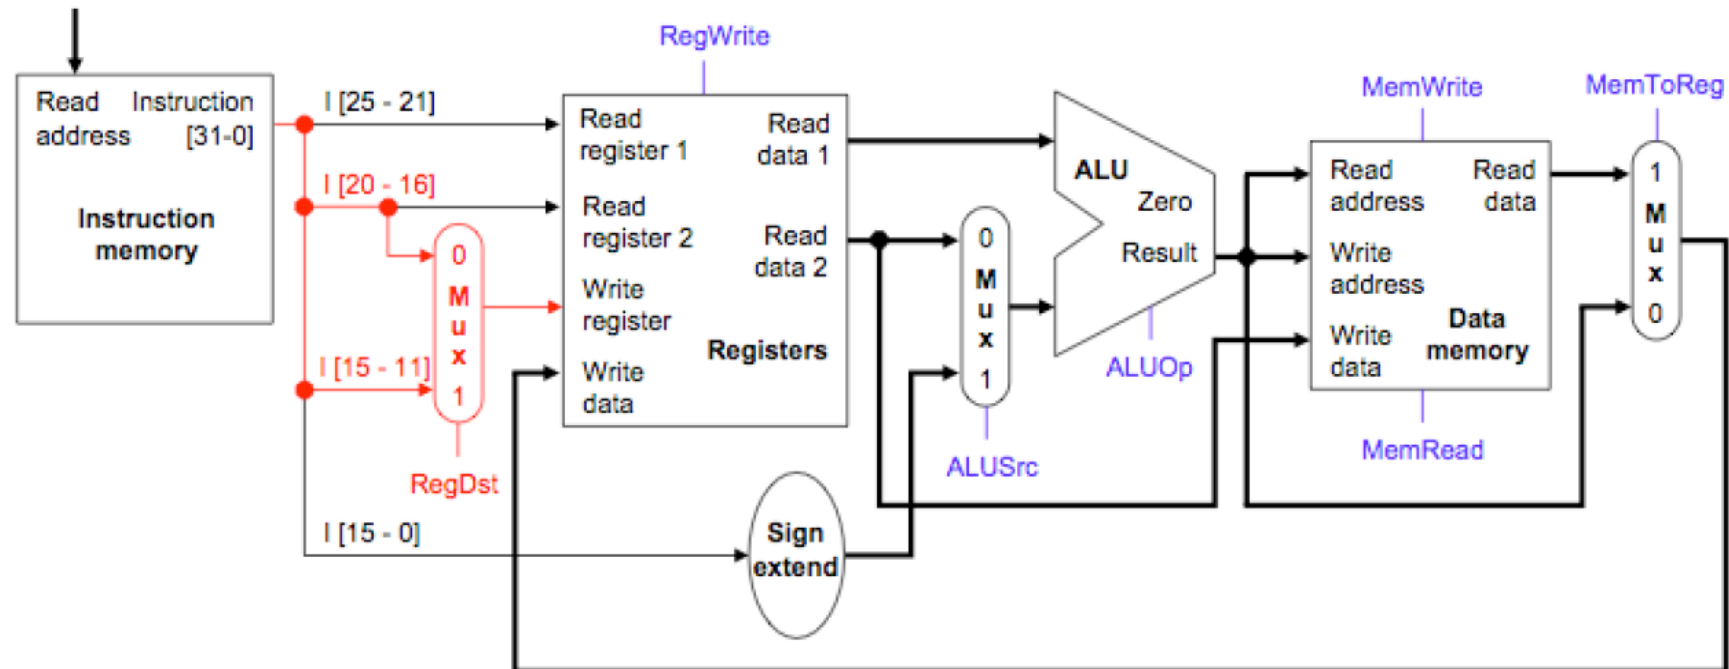 RegWrite
MemWrite
MemToReg
Read address
Instruction [31-0]
Instruction memory
I [25 - 21]
I [20 - 16]
I [15 - 11]
I [15 - 0]
0
Mux
1
RegDst
Read register 1
Read register 2
Write register
Write data
Read data 1
Read data 2
Registers
Sign extend
0
Mux
1
ALUSrc
ALU
Zero
Result
ALUOp
Read address
Write address
Write data
Read data
Data memory
MemRead
1
Mux
0